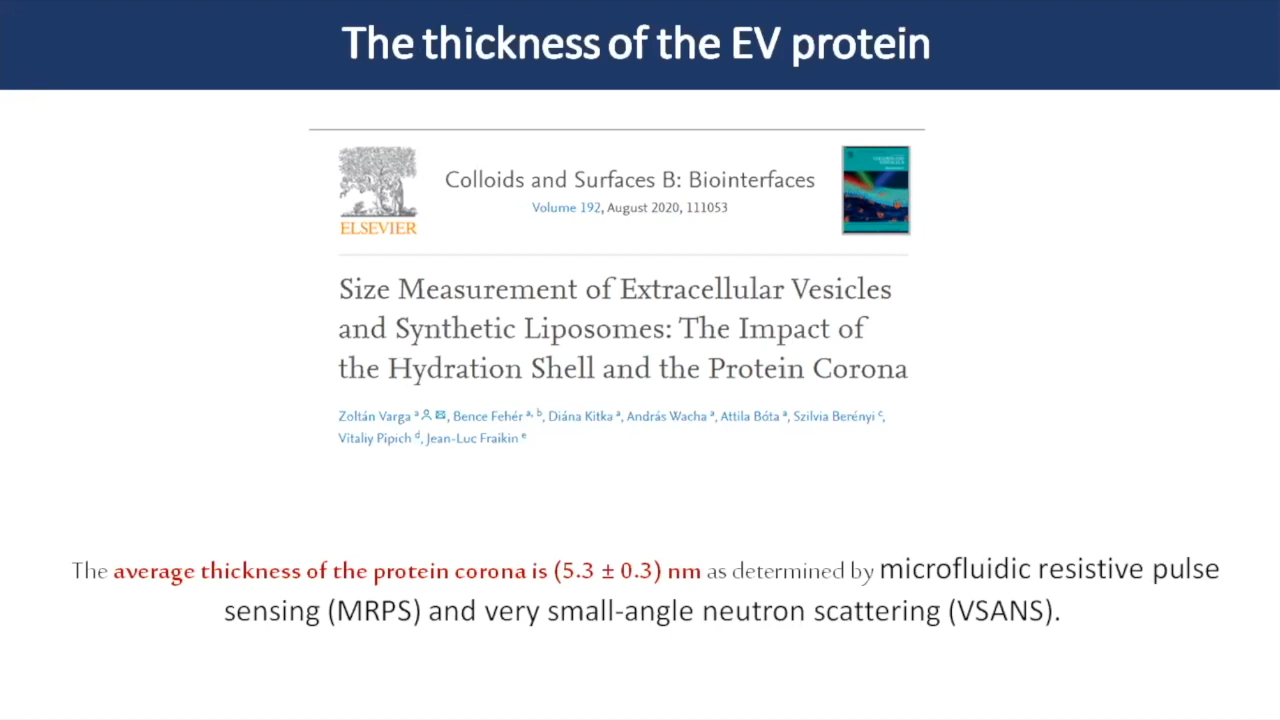 The thickness of the EV protein
ELSEVIER
Colloids and Surfaces B: Biointerfaces
Volume 192, August 2020, 111053
Size Measurement of Extracellular Vesicles
and Synthetic Liposomes: The Impact of
the Hydration Shell and the Protein Corona
Zoltán Varga a, Bence Fehér a, b, Diána Kitka a, András Wacha a, Attila Bóta a, Szilvia Berényi c,
Vitaliy Pipich d, Jean-Luc Fraikin e
The average thickness of the protein corona is (5.3 ± 0.3) nm as determined by microfluidic resistive pulse
sensing (MRPS) and very small-angle neutron scattering (VSANS).